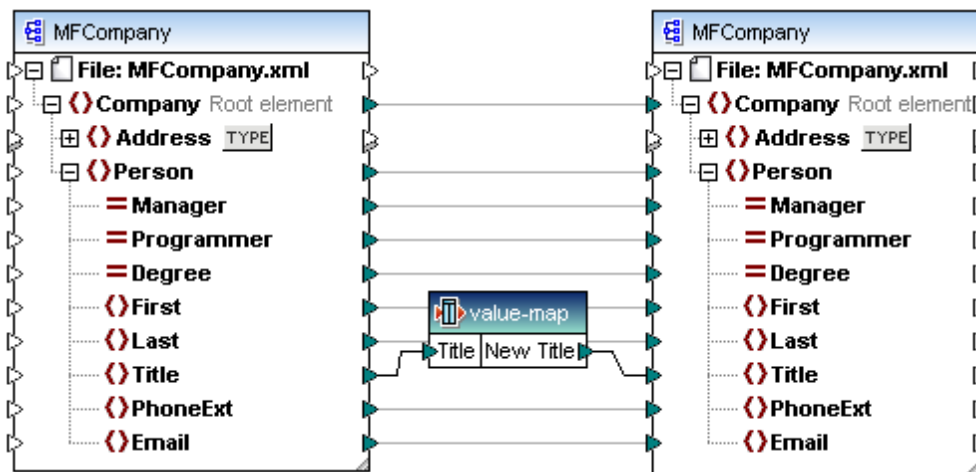 MFCompany
File: MFCompany.xml
Company Root element
Address TYPE
Person
Manager
Programmer
Degree
First
Last
Title
PhoneExt
Email
value-map
Title New Title
MFCompany
File: MFCompany.xml
Company Root element
Address TYPE
Person
Manager
Programmer
Degree
First
Last
Title
PhoneExt
Email